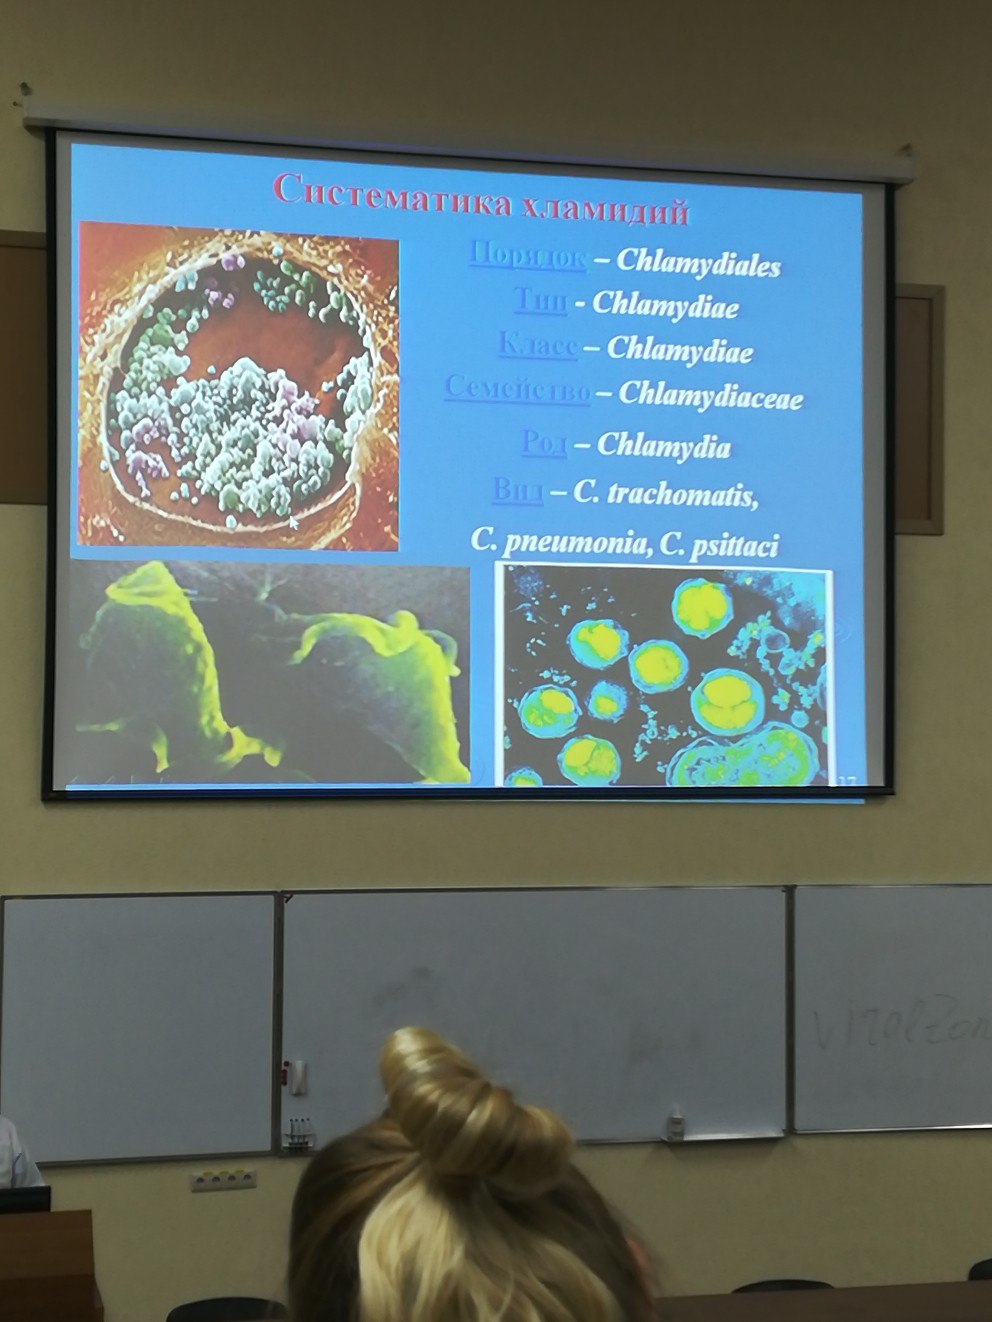 Систематика хламидий
Порядок – Chlamydiales
Тип - Chlamydiae
Класс – Chlamydiae
Семейство – Chlamydiaceae
Род – Chlamydia
Вид – C. trachomatis,
C. pneumonia, C. psittaci
17
ViralZon